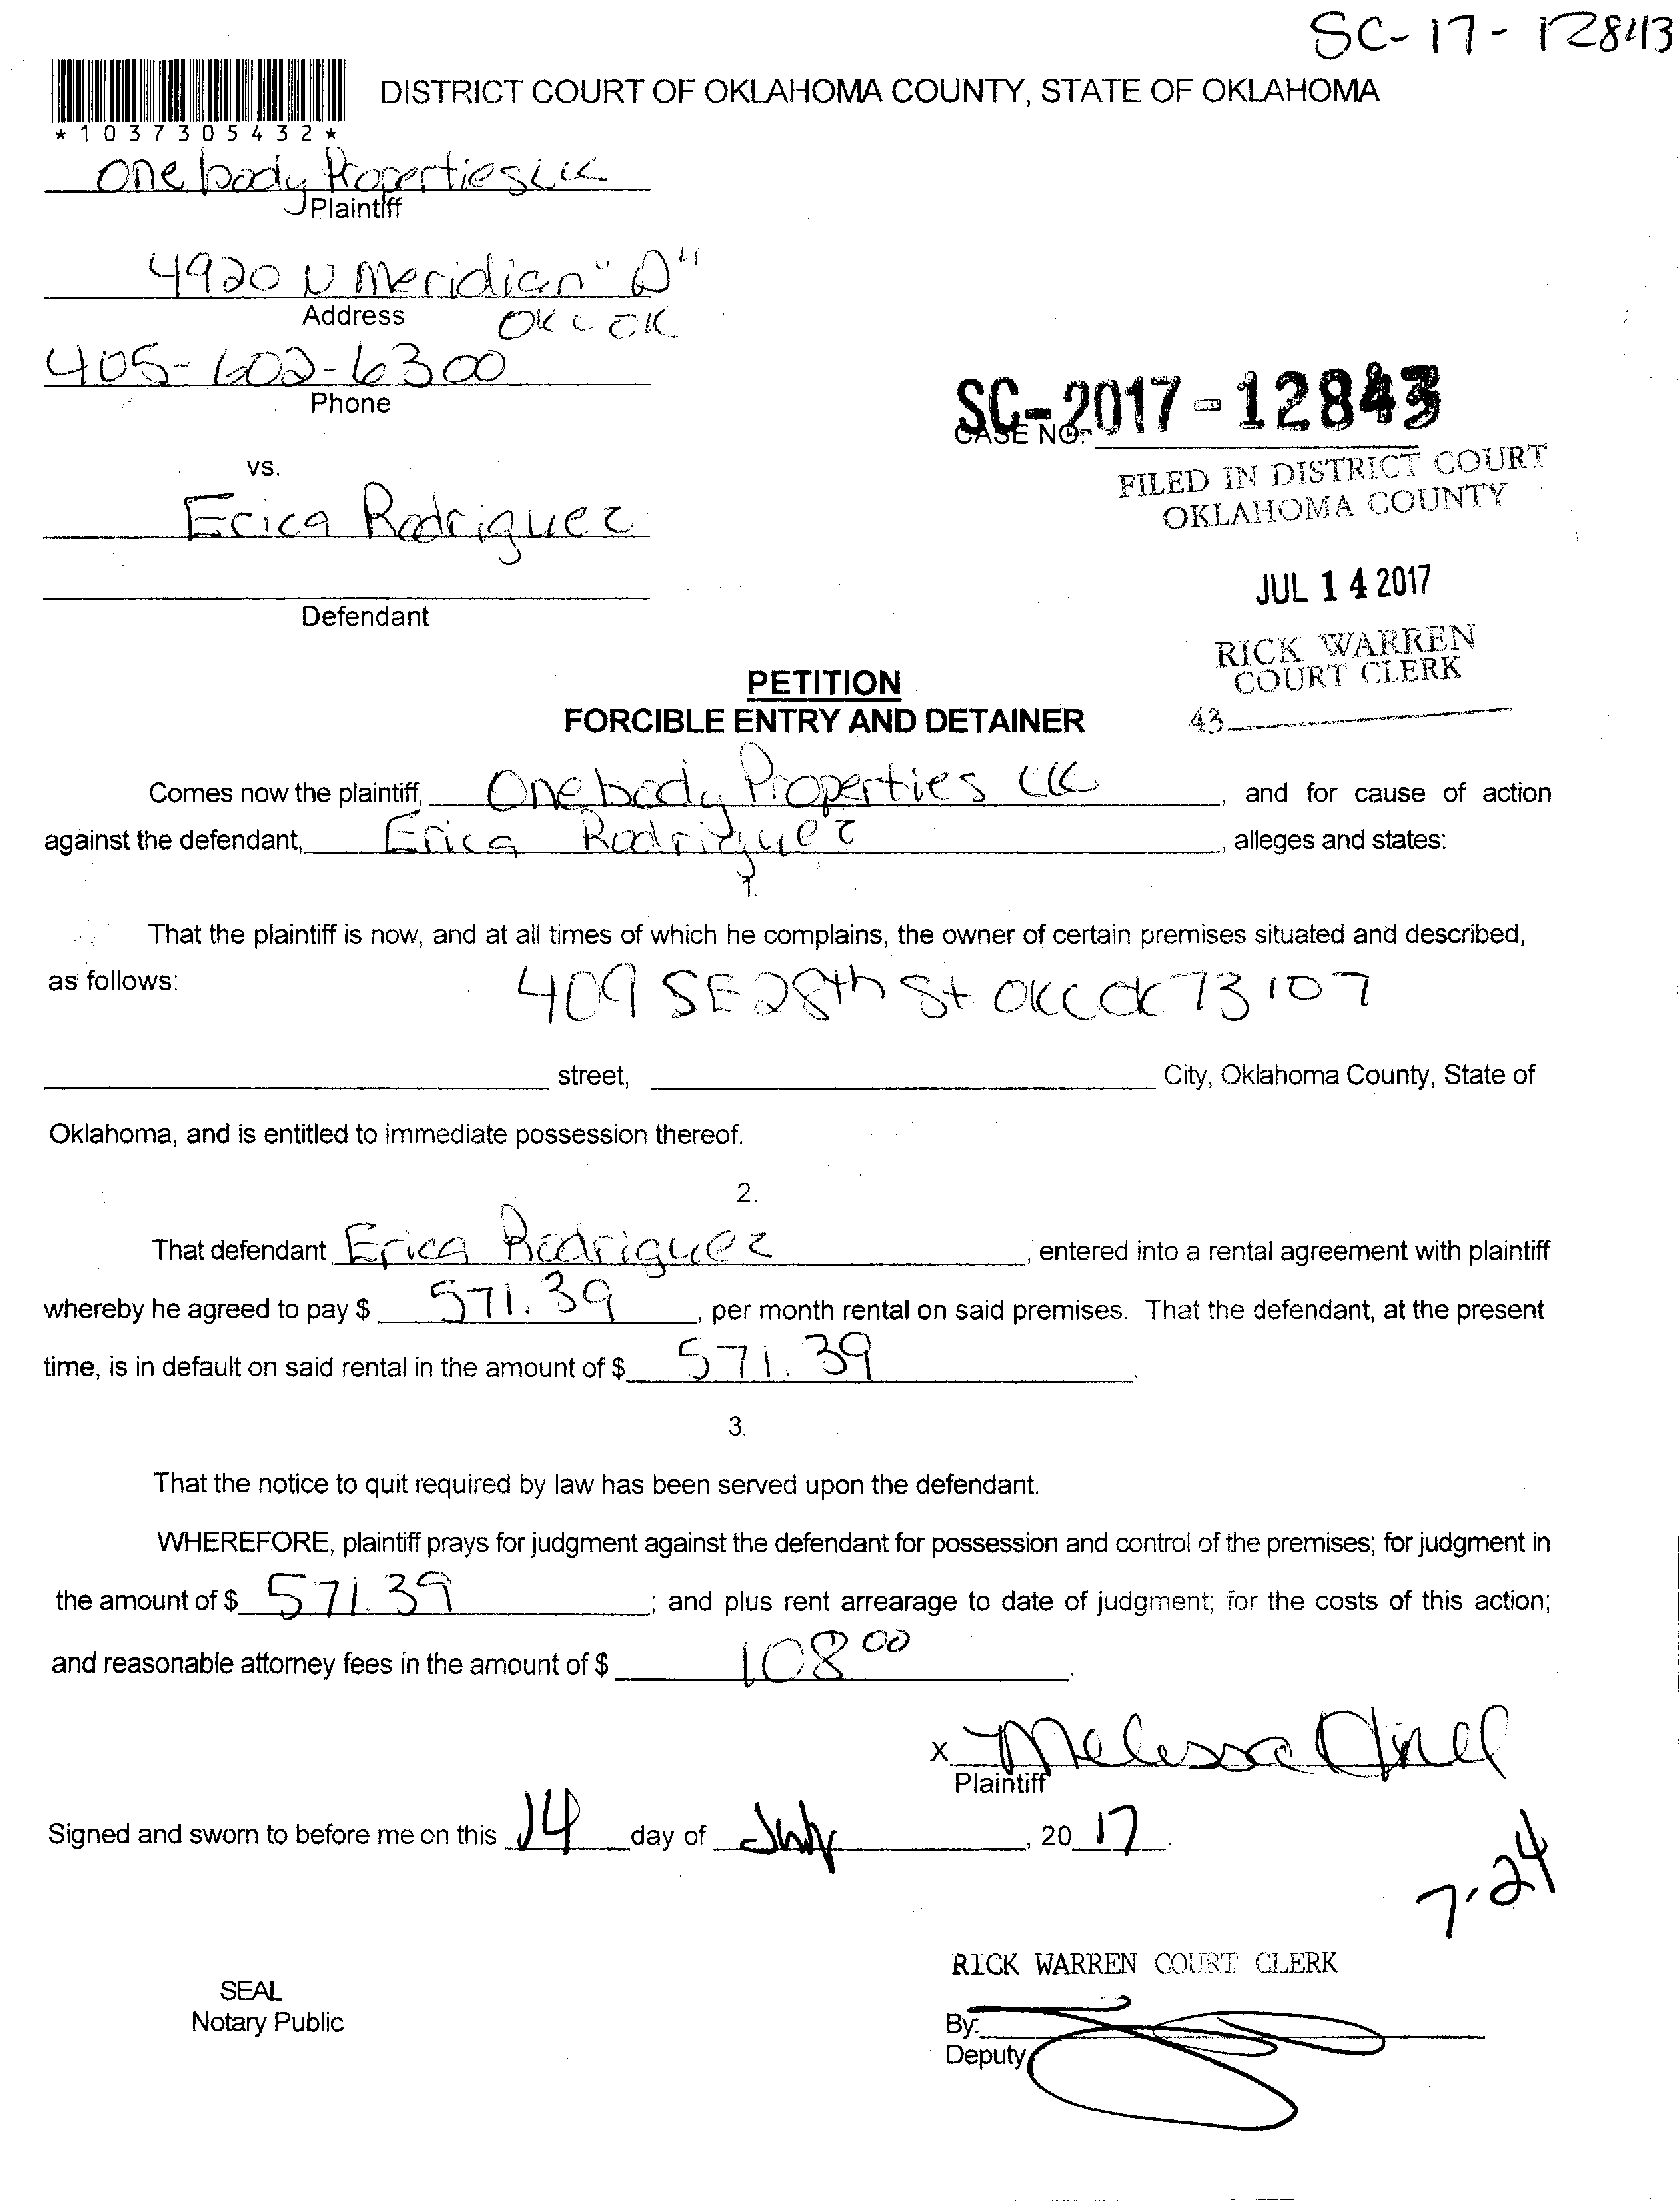 SC-17-12843
DISTRICT COURT OF OKLAHOMA COUNTY, STATE OF OKLAHOMA
*1037305432*
One body Properties LLC
Plaintiff
4920 N Meridian "A"
Address
OKC OK
405-602-6300
Phone
SC-2017-12843
CASE NO.
FILED IN DISTRICT COURT
OKLAHOMA COUNTY
vs.
Erica Rodriguez
JUL 14 2017
Defendant
RICK WARREN
COURT CLERK
43
PETITION
FORCIBLE ENTRY AND DETAINER
Comes now the plaintiff, One body Properties LLC, and for cause of action
against the defendant, Erica Rodriguez, alleges and states:
1.
That the plaintiff is now, and at all times of which he complains, the owner of certain premises situated and described,
as follows: 409 SE 28th St OKC OK 73107
street, City, Oklahoma County, State of
Oklahoma, and is entitled to immediate possession thereof.
2.
That defendant Erica Rodriguez, entered into a rental agreement with plaintiff
whereby he agreed to pay $ 571.39, per month rental on said premises. That the defendant, at the present
time, is in default on said rental in the amount of $ 571.39.
3.
That the notice to quit required by law has been served upon the defendant.
WHEREFORE, plaintiff prays for judgment against the defendant for possession and control of the premises; for judgment in
the amount of $ 571.39; and plus rent arrearage to date of judgment; for the costs of this action;
and reasonable attorney fees in the amount of $ 108 00.
x Melissa
Plaintiff
Signed and sworn to before me on this 14 day of July, 20 17.
7-24
RICK WARREN COURT CLERK
SEAL
Notary Public
By:
Deputy